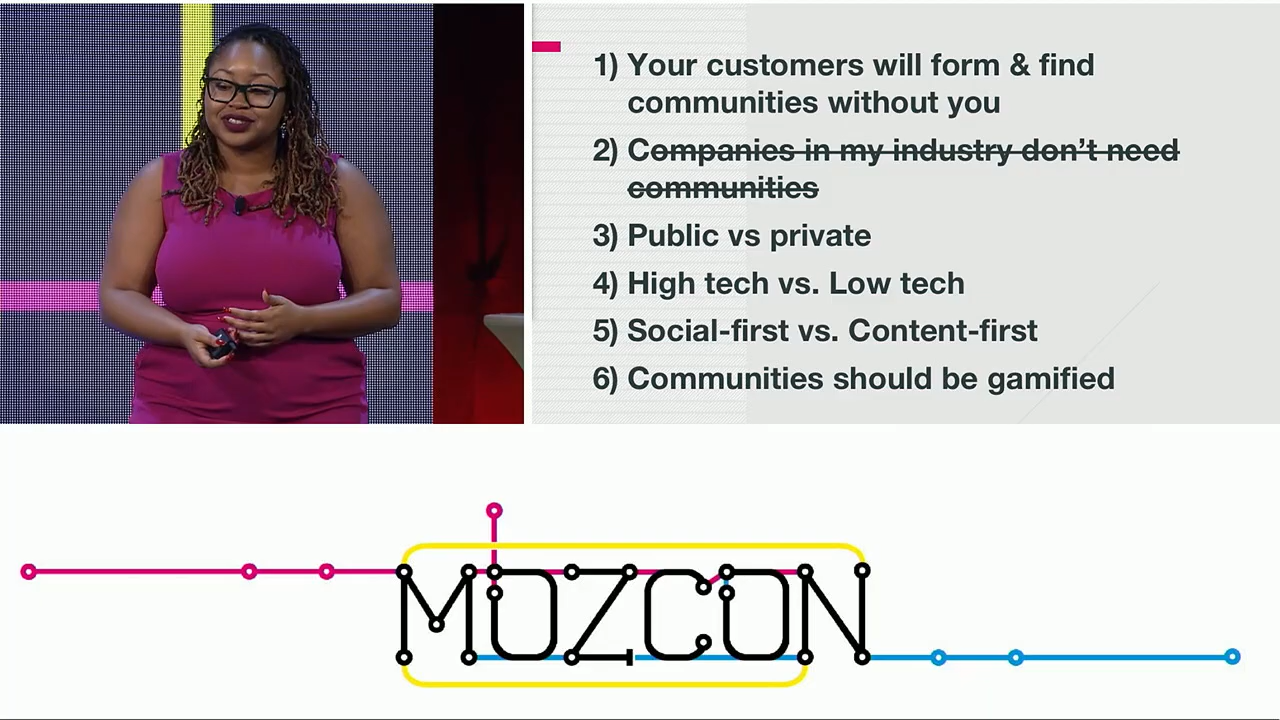 1) Your customers will form & find
communities without you
2) Companies in my industry don't need
communities
3) Public vs private
4) High tech vs. Low tech
5) Social-first vs. Content-first
6) Communities should be gamified
MOZCON